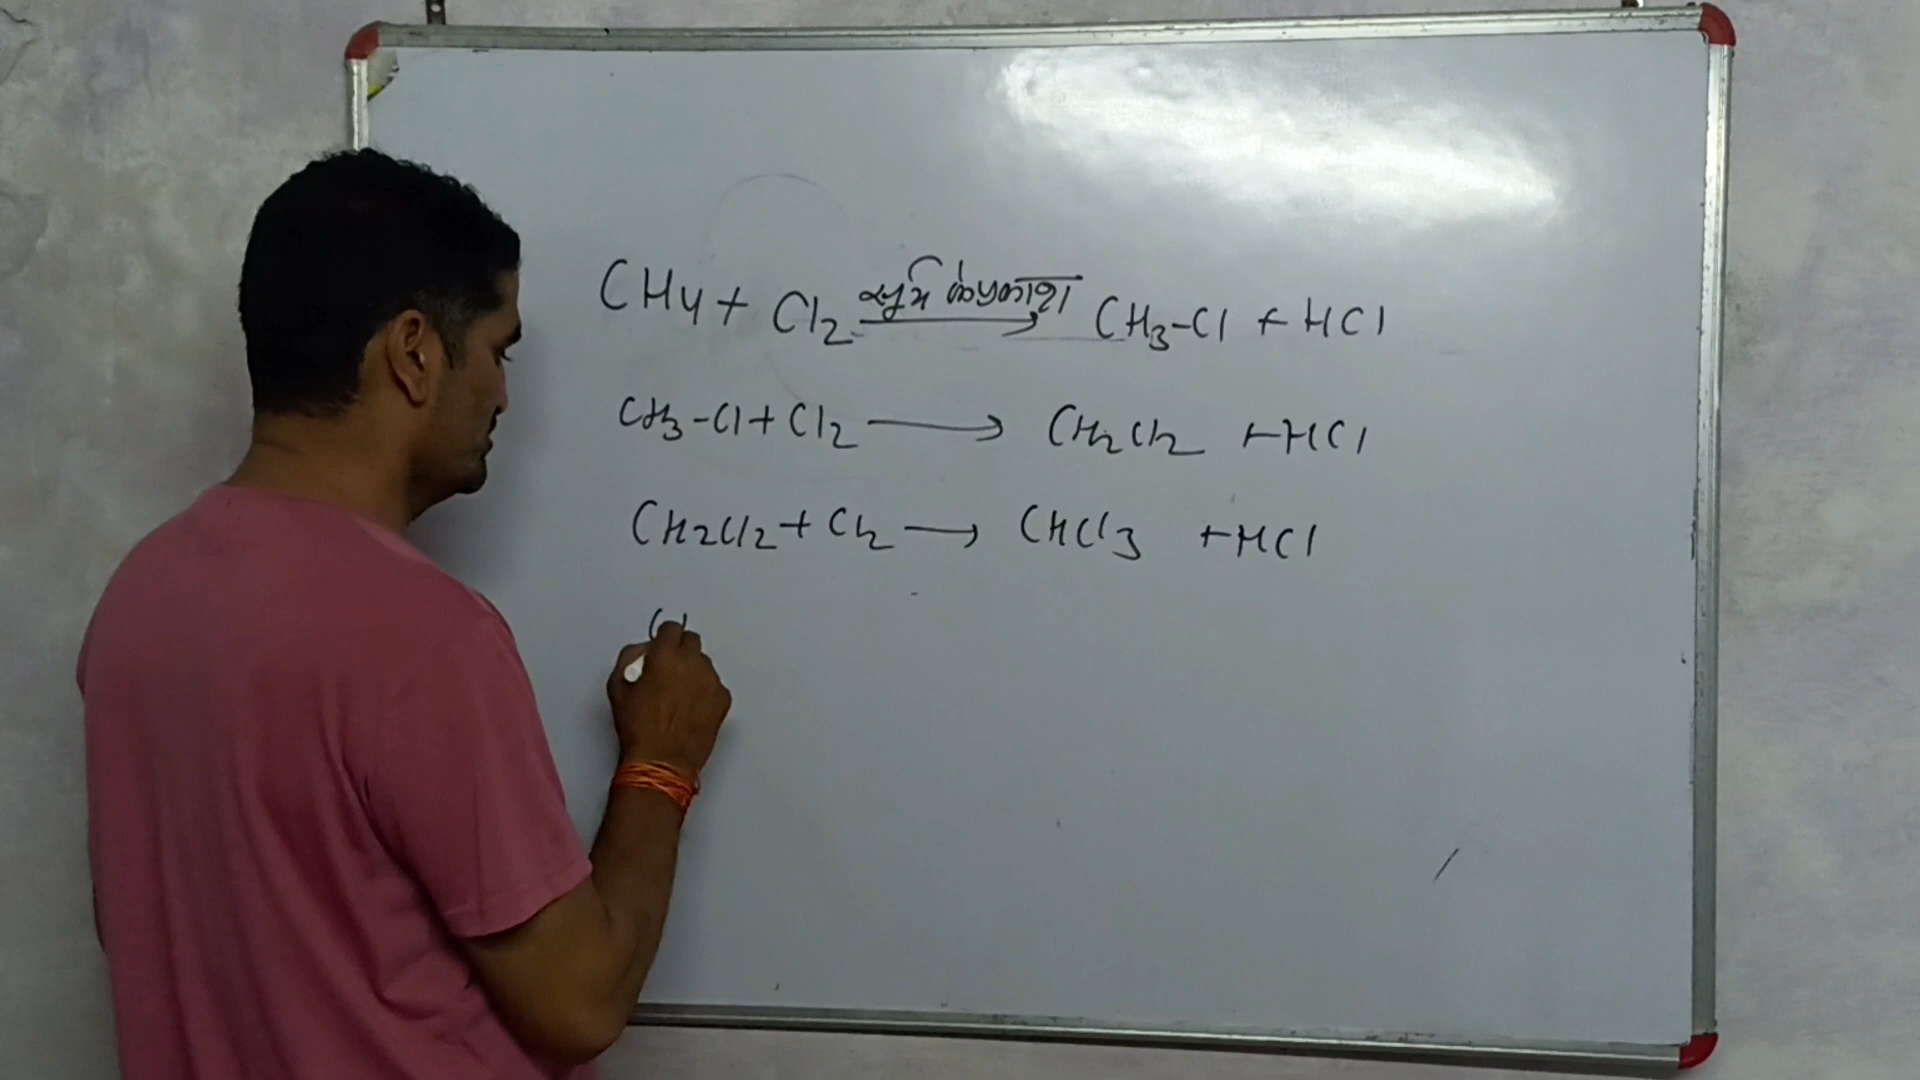 CH4 + Cl2 सूर्य के प्रकाश → CH3-Cl + HCl
CH3-Cl + Cl2 → CH2Cl2 + HCl
CH2Cl2 + Cl2 → CHCl3 + HCl